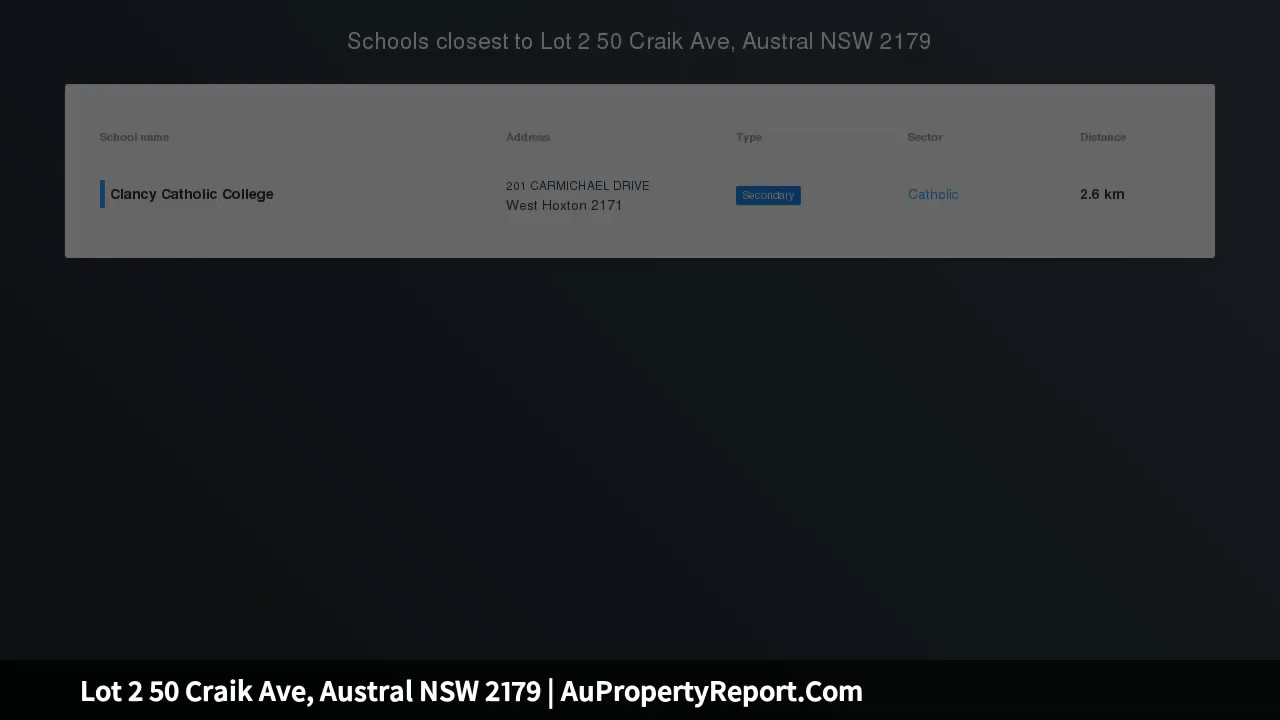 Schools closest to Lot 2 50 Craik Ave, Austral NSW 2179
School name Address Type Sector Distance
Clancy Catholic College 201 CARMICHAEL DRIVE West Hoxton 2171 Secondary Catholic 2.6 km
Lot 2 50 Craik Ave, Austral NSW 2179 | AuPropertyReport.Com